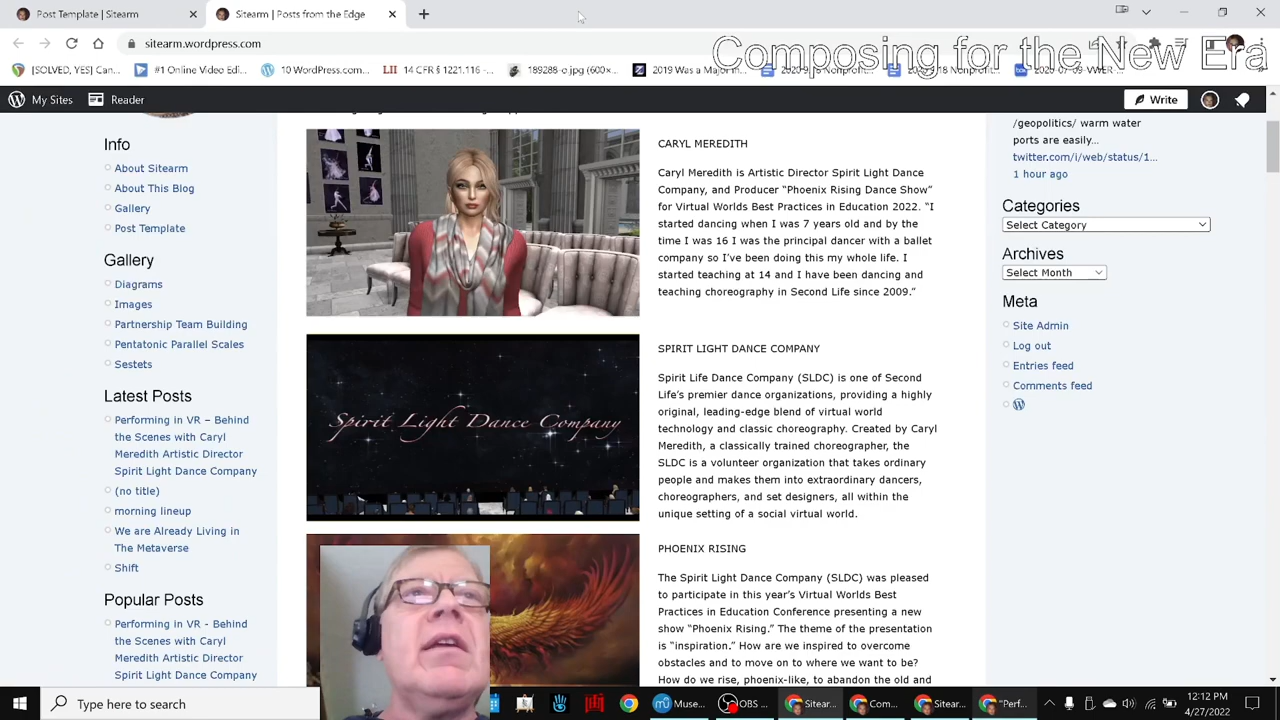 Post Template | Sitearm
Sitearm | Posts from the Edge
sitearm.wordpress.com
Composing for the New Era
[SOLVED, YES] Can...
#1 Online Video Edi...
10 WordPress.com...
14 CFR § 1221.116 -...
189288-o.jpg (600×...
2019 Was a Major
My Sites
Reader
Write
Info
About Sitearm
About This Blog
Gallery
Post Template
Gallery
Diagrams
Images
Partnership Team Building
Pentatonic Parallel Scales
Sestets
Latest Posts
Performing in VR – Behind
the Scenes with Caryl
Meredith Artistic Director
Spirit Light Dance Company
(no title)
morning lineup
We are Already Living in
The Metaverse
Shift
Popular Posts
Performing in VR - Behind
the Scenes with Caryl
Meredith Artistic Director
Spirit Light Dance Company
CARYL MEREDITH
Caryl Meredith is Artistic Director Spirit Light Dance
Company, and Producer “Phoenix Rising Dance Show”
for Virtual Worlds Best Practices in Education 2022. “I
started dancing when I was 7 years old and by the
time I was 16 I was the principal dancer with a ballet
company so I’ve been doing this my whole life. I
started teaching at 14 and I have been dancing and
teaching choreography in Second Life since 2009.”
Spirit Light Dance Company
SPIRIT LIGHT DANCE COMPANY
Spirit Life Dance Company (SLDC) is one of Second
Life’s premier dance organizations, providing a highly
original, leading-edge blend of virtual world
technology and classic choreography. Created by Caryl
Meredith, a classically trained choreographer, the
SLDC is a volunteer organization that takes ordinary
people and makes them into extraordinary dancers,
choreographers, and set designers, all within the
unique setting of a social virtual world.
PHOENIX RISING
The Spirit Light Dance Company (SLDC) was pleased
to participate in this year’s Virtual Worlds Best
Practices in Education Conference presenting a new
show “Phoenix Rising.” The theme of the presentation
is “inspiration.” How are we inspired to overcome
obstacles and to move on to where we want to be?
How do we rise, phoenix-like, to abandon the old and
/geopolitics/ warm water
ports are easily...
twitter.com/i/web/status/1...
1 hour ago
Categories
Select Category
Archives
Select Month
Meta
Site Admin
Log out
Entries feed
Comments feed
Type here to search
Muse...
OBS ...
Sitear...
Com...
Sitear...
"Perf...
12:12 PM
4/27/2022